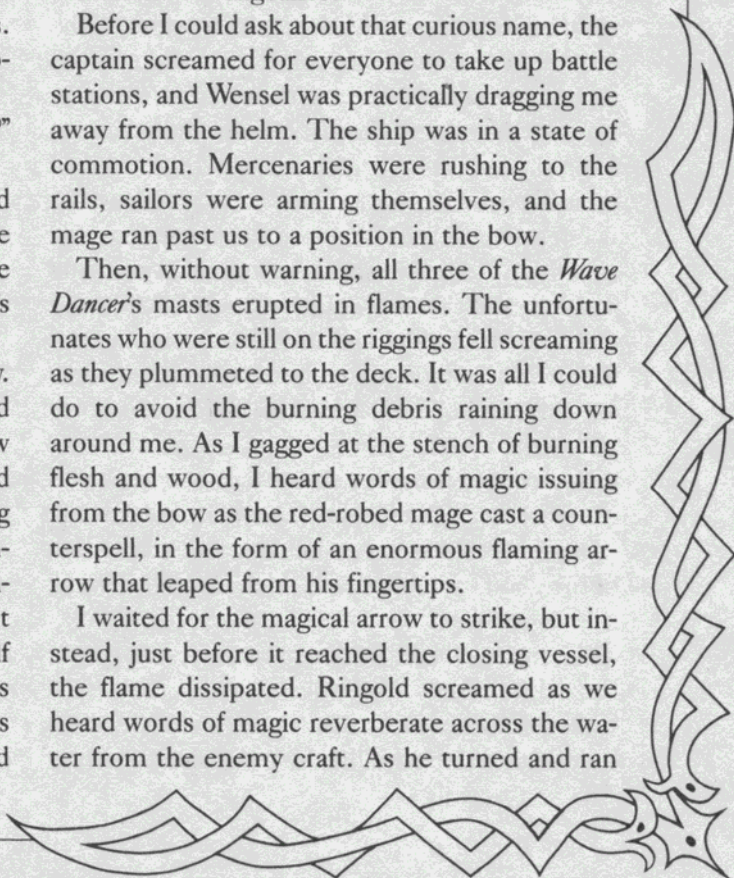 Before I could ask about that curious name, the
captain screamed for everyone to take up battle
stations, and Wensel was practically dragging me
away from the helm. The ship was in a state of
commotion. Mercenaries were rushing to the
rails, sailors were arming themselves, and the
mage ran past us to a position in the bow.
Then, without warning, all three of the Wave
Dancer's masts erupted in flames. The unfortu-
nates who were still on the riggings fell screaming
as they plummeted to the deck. It was all I could
do to avoid the burning debris raining down
around me. As I gagged at the stench of burning
flesh and wood, I heard words of magic issuing
from the bow as the red-robed mage cast a coun-
terspell, in the form of an enormous flaming ar-
row that leaped from his fingertips.
I waited for the magical arrow to strike, but in-
stead, just before it reached the closing vessel,
the flame dissipated. Ringold screamed as we
heard words of magic reverberate across the wa-
ter from the enemy craft. As he turned and ran